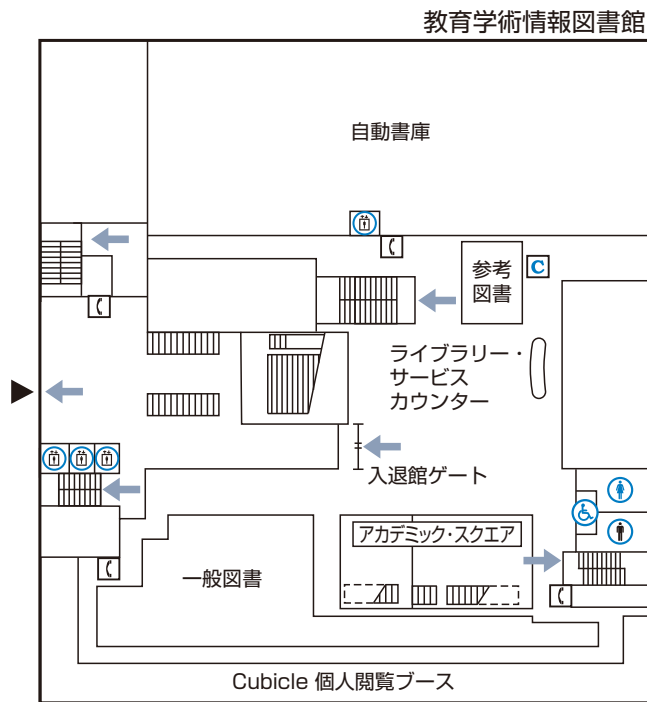 教育学術情報図書館
自動書庫
参考
図書
C
ライブラリー・
サービス
カウンター
入退館ゲート
アカデミック・スクエア
一般図書
Cubicle 個人閲覧ブース